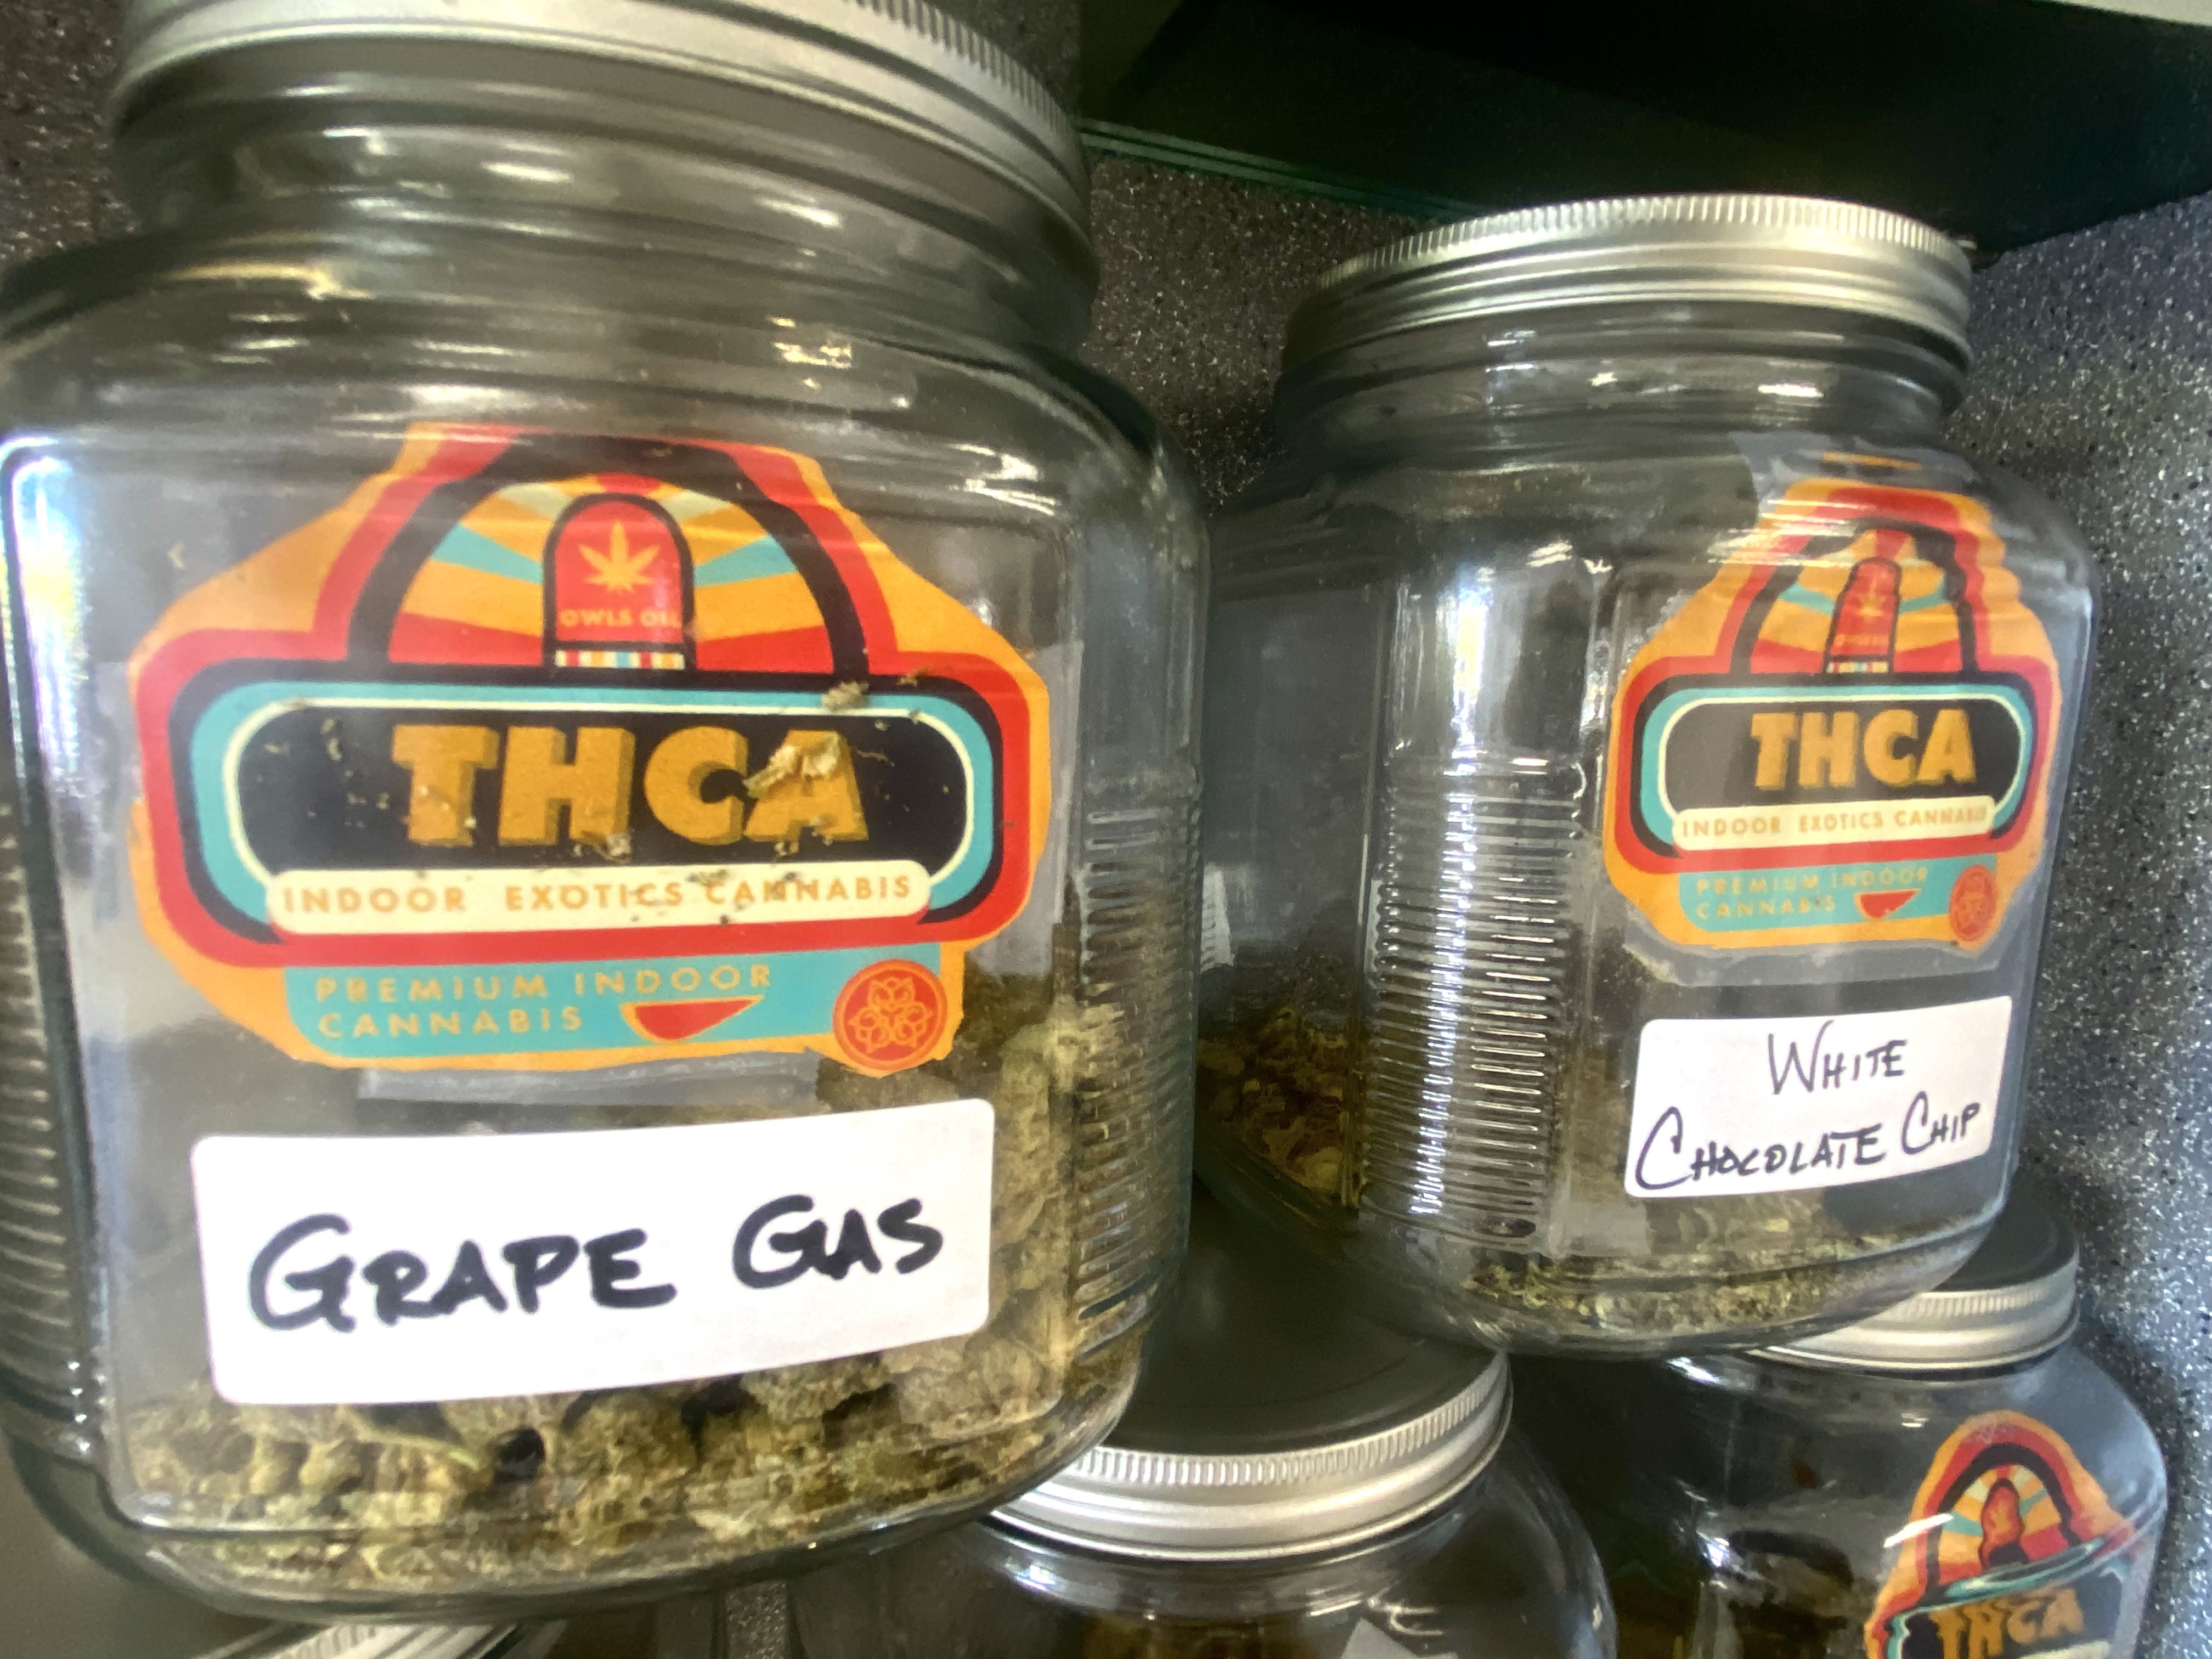 OWLS OIL
THCA
INDOOR EXOTICS CANNABIS
PREMIUM INDOOR
CANNABIS
GRAPE GAS
THCA
INDOOR EXOTICS CANNABIS
PREMIUM INDOOR
CANNABIS
WHITE
CHOCOLATE CHIP
THCA